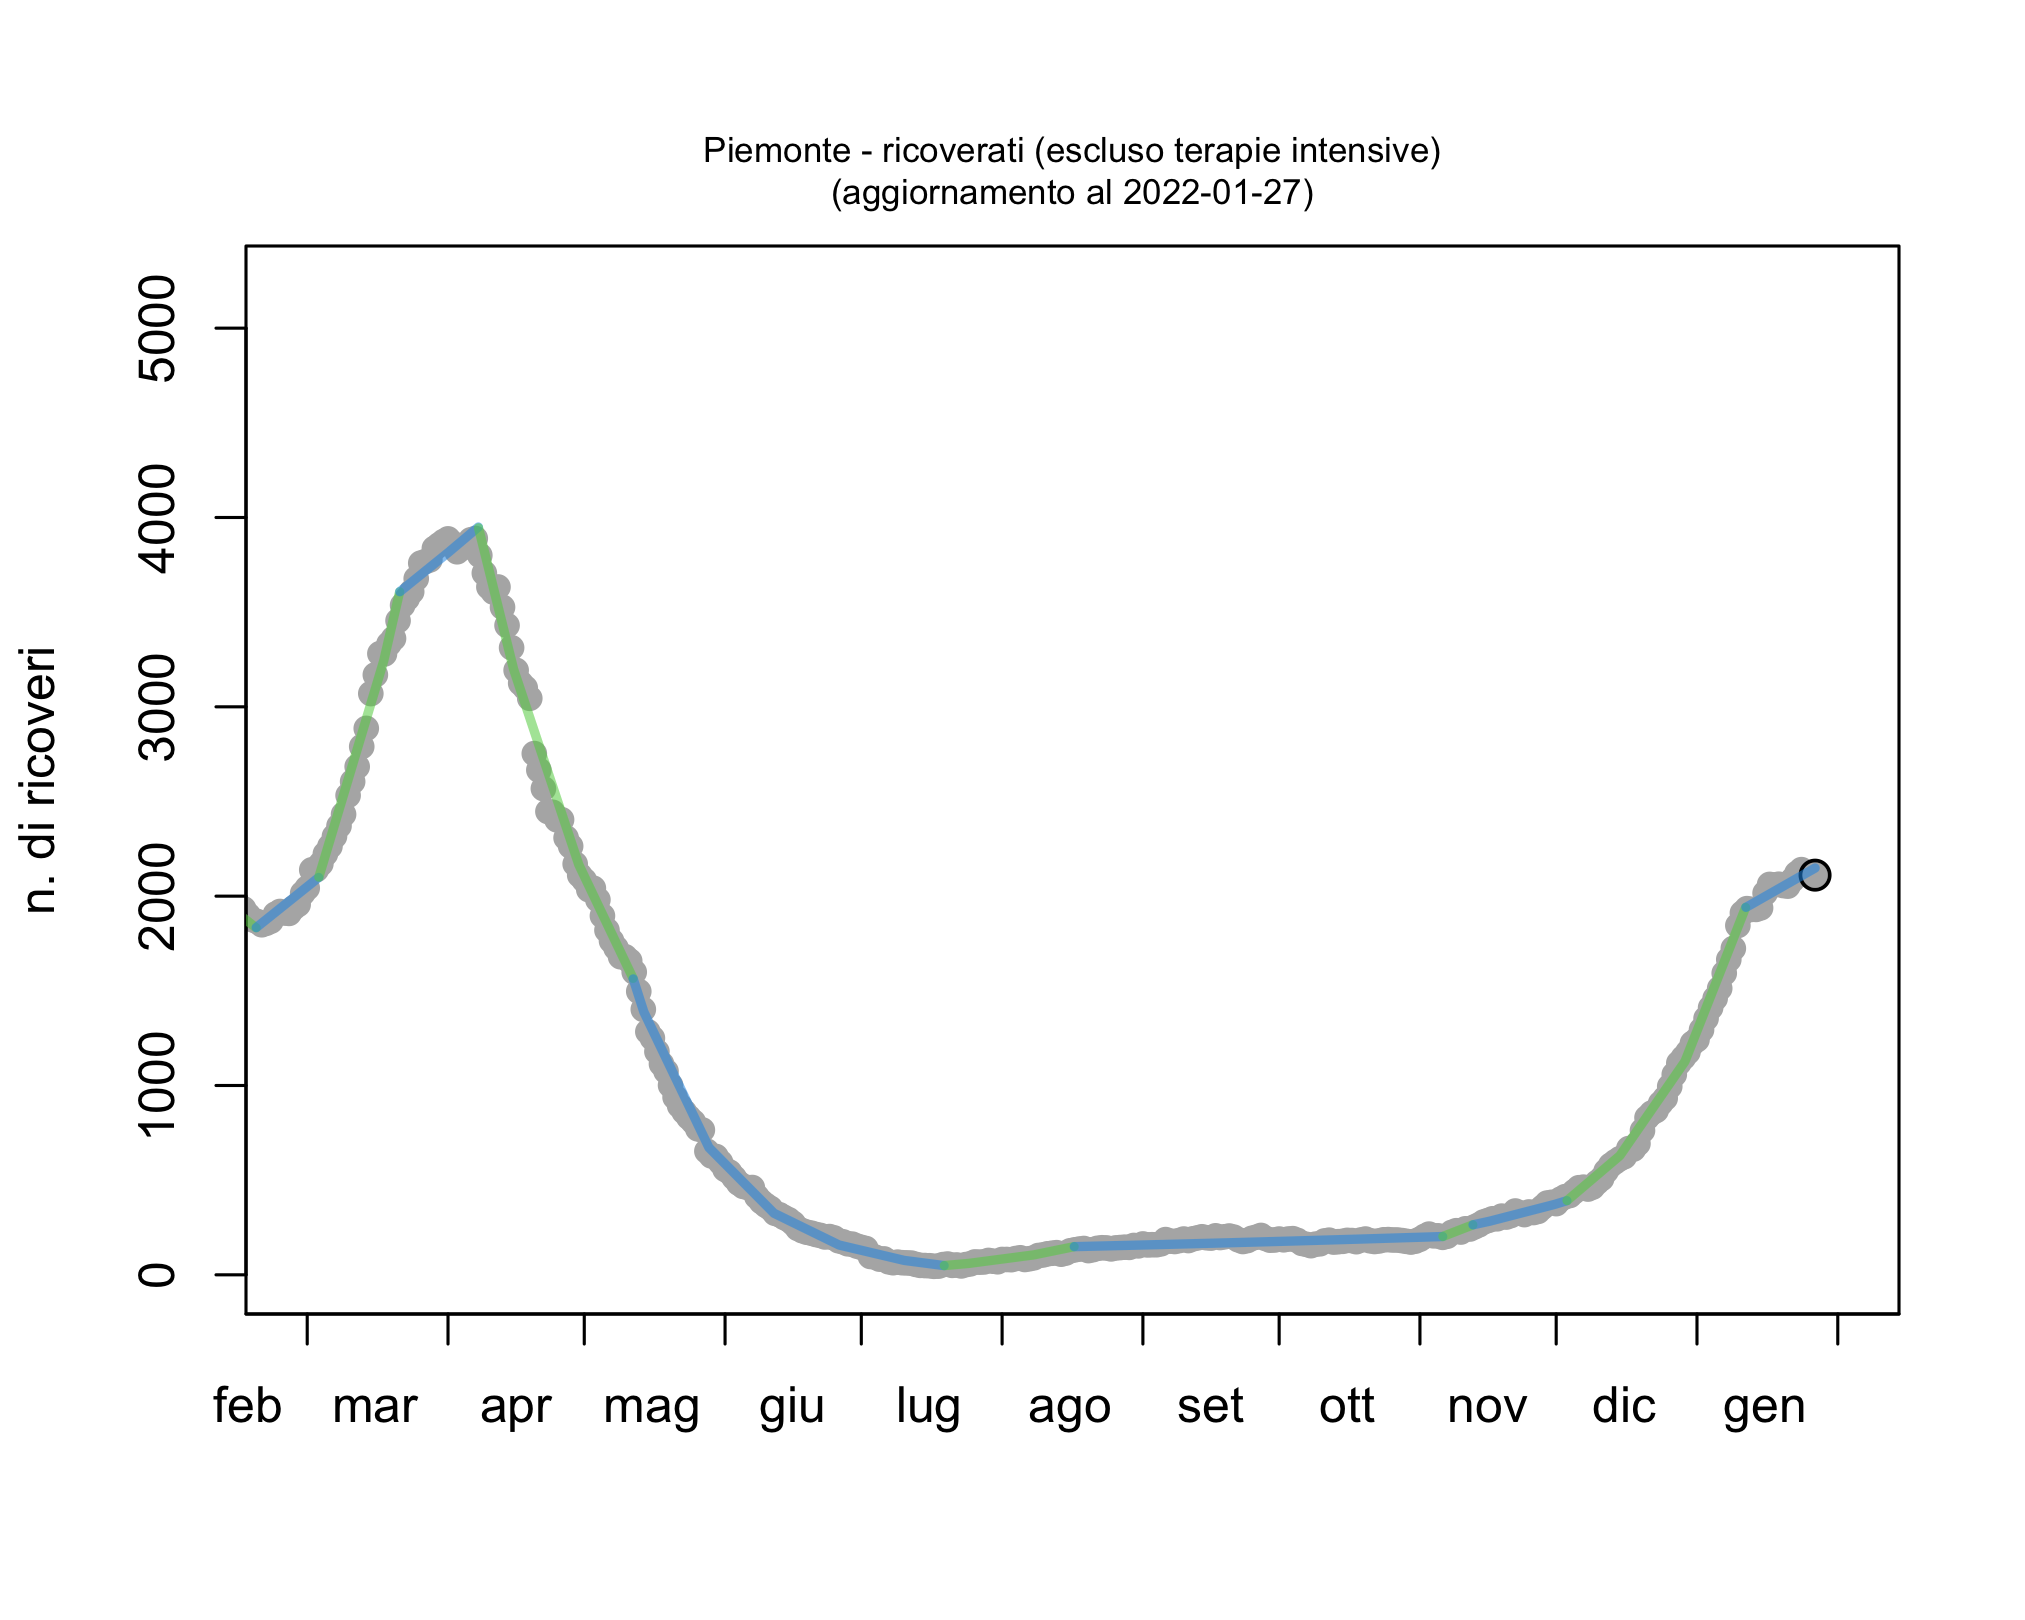 Piemonte - ricoverati (escluso terapie intensive)
(aggiornamento al 2022-01-27)
n. di ricoveri
5000
4000
3000
2000
1000
0
feb mar apr mag giu lug ago set ott nov dic gen